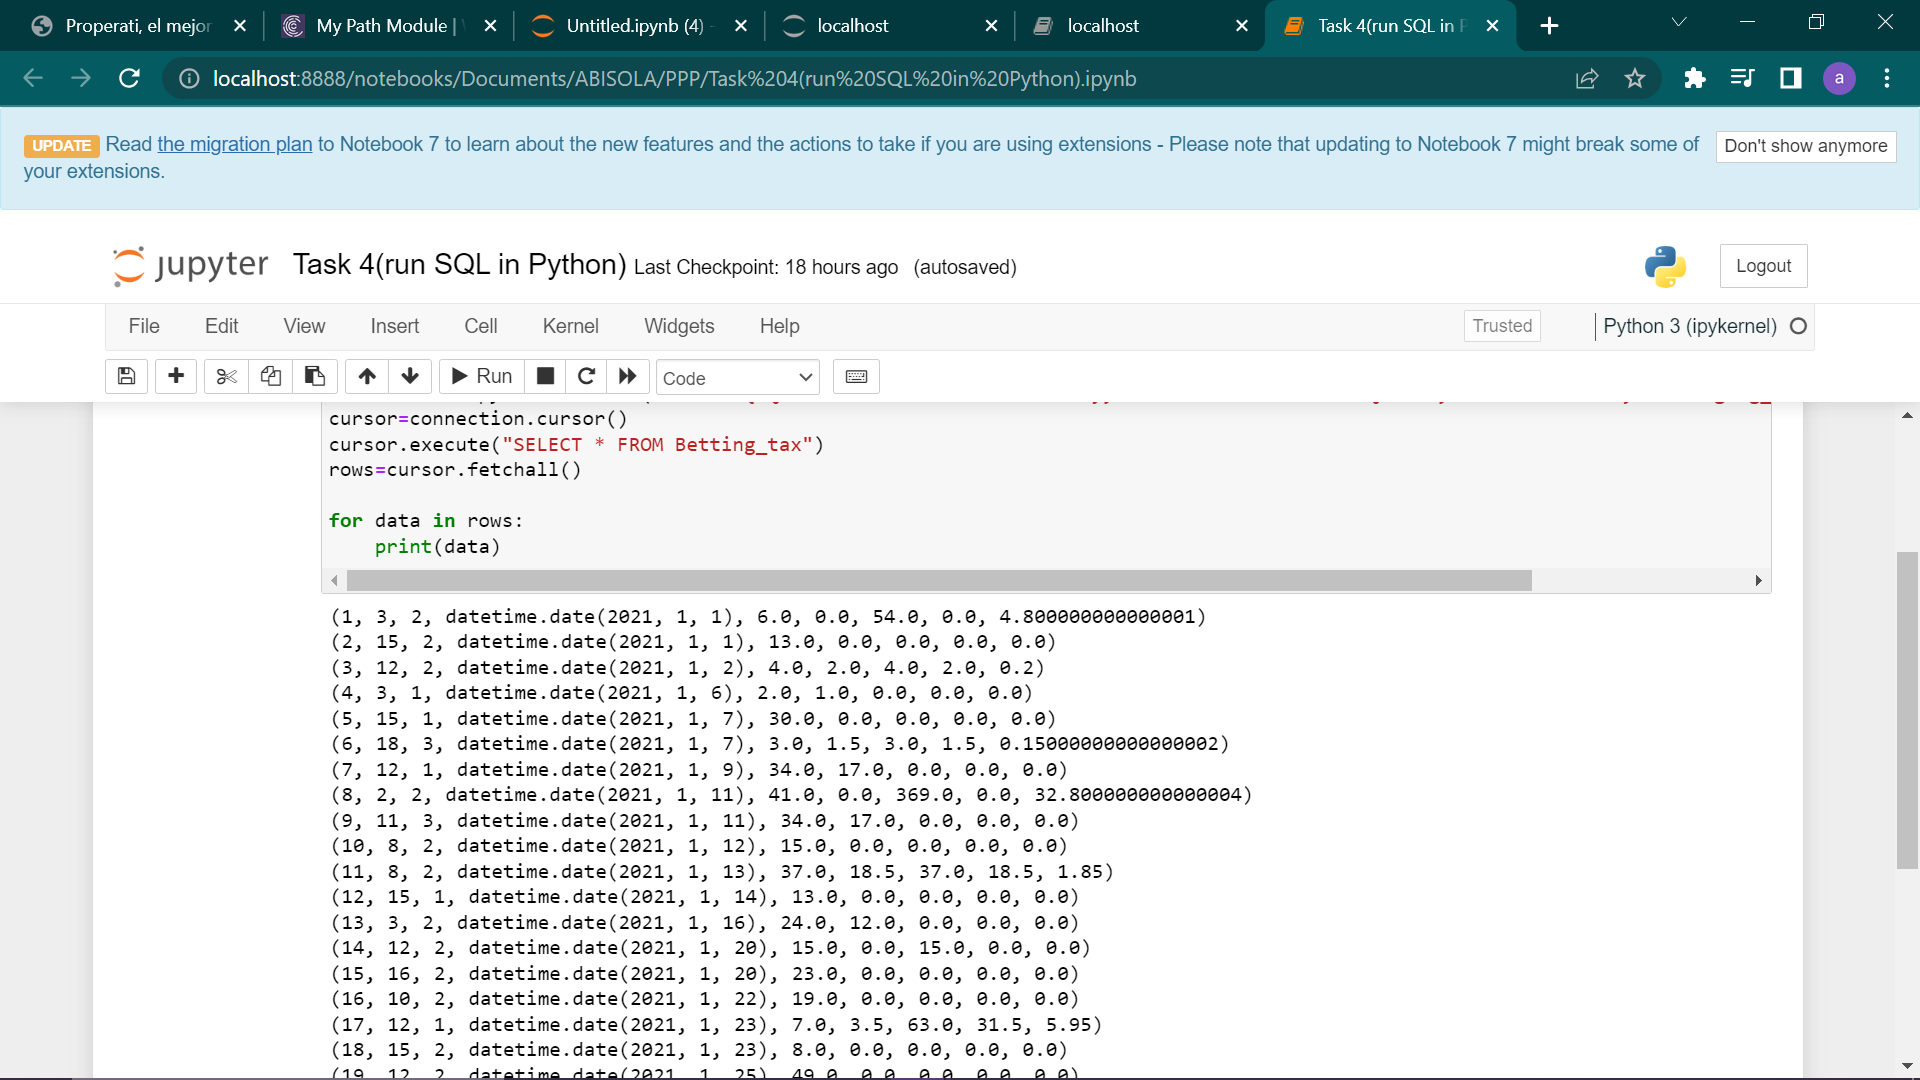 Properati, el mejor
My Path Module |
Untitled.ipynb (4) -
localhost
localhost
Task 4(run SQL in P
localhost:8888/notebooks/Documents/ABISOLA/PPP/Task%204(run%20SQL%20in%20Python).ipynb
a
UPDATE Read the migration plan to Notebook 7 to learn about the new features and the actions to take if you are using extensions - Please note that updating to Notebook 7 might break some of
your extensions.
Don't show anymore
jupyter Task 4(run SQL in Python) Last Checkpoint: 18 hours ago (autosaved)
Logout
File Edit View Insert Cell Kernel Widgets Help
Trusted
Python 3 (ipykernel)
Run
Code
cursor=connection.cursor()
cursor.execute("SELECT * FROM Betting_tax")
rows=cursor.fetchall()
for data in rows:
    print(data)
(1, 3, 2, datetime.date(2021, 1, 1), 6.0, 0.0, 54.0, 0.0, 4.800000000000001)
(2, 15, 2, datetime.date(2021, 1, 1), 13.0, 0.0, 0.0, 0.0, 0.0)
(3, 12, 2, datetime.date(2021, 1, 2), 4.0, 2.0, 4.0, 2.0, 0.2)
(4, 3, 1, datetime.date(2021, 1, 6), 2.0, 1.0, 0.0, 0.0, 0.0)
(5, 15, 1, datetime.date(2021, 1, 7), 30.0, 0.0, 0.0, 0.0, 0.0)
(6, 18, 3, datetime.date(2021, 1, 7), 3.0, 1.5, 3.0, 1.5, 0.15000000000000002)
(7, 12, 1, datetime.date(2021, 1, 9), 34.0, 17.0, 0.0, 0.0, 0.0)
(8, 2, 2, datetime.date(2021, 1, 11), 41.0, 0.0, 369.0, 0.0, 32.800000000000004)
(9, 11, 3, datetime.date(2021, 1, 11), 34.0, 17.0, 0.0, 0.0, 0.0)
(10, 8, 2, datetime.date(2021, 1, 12), 15.0, 0.0, 0.0, 0.0, 0.0)
(11, 8, 2, datetime.date(2021, 1, 13), 37.0, 18.5, 37.0, 18.5, 1.85)
(12, 15, 1, datetime.date(2021, 1, 14), 13.0, 0.0, 0.0, 0.0, 0.0)
(13, 3, 2, datetime.date(2021, 1, 16), 24.0, 12.0, 0.0, 0.0, 0.0)
(14, 12, 2, datetime.date(2021, 1, 20), 15.0, 0.0, 15.0, 0.0, 0.0)
(15, 16, 2, datetime.date(2021, 1, 20), 23.0, 0.0, 0.0, 0.0, 0.0)
(16, 10, 2, datetime.date(2021, 1, 22), 19.0, 0.0, 0.0, 0.0, 0.0)
(17, 12, 1, datetime.date(2021, 1, 23), 7.0, 3.5, 63.0, 31.5, 5.95)
(18, 15, 2, datetime.date(2021, 1, 23), 8.0, 0.0, 0.0, 0.0, 0.0)
(19, 12, 2, datetime.date(2021, 1, 25), 49.0, 0.0, 0.0, 0.0, 0.0)